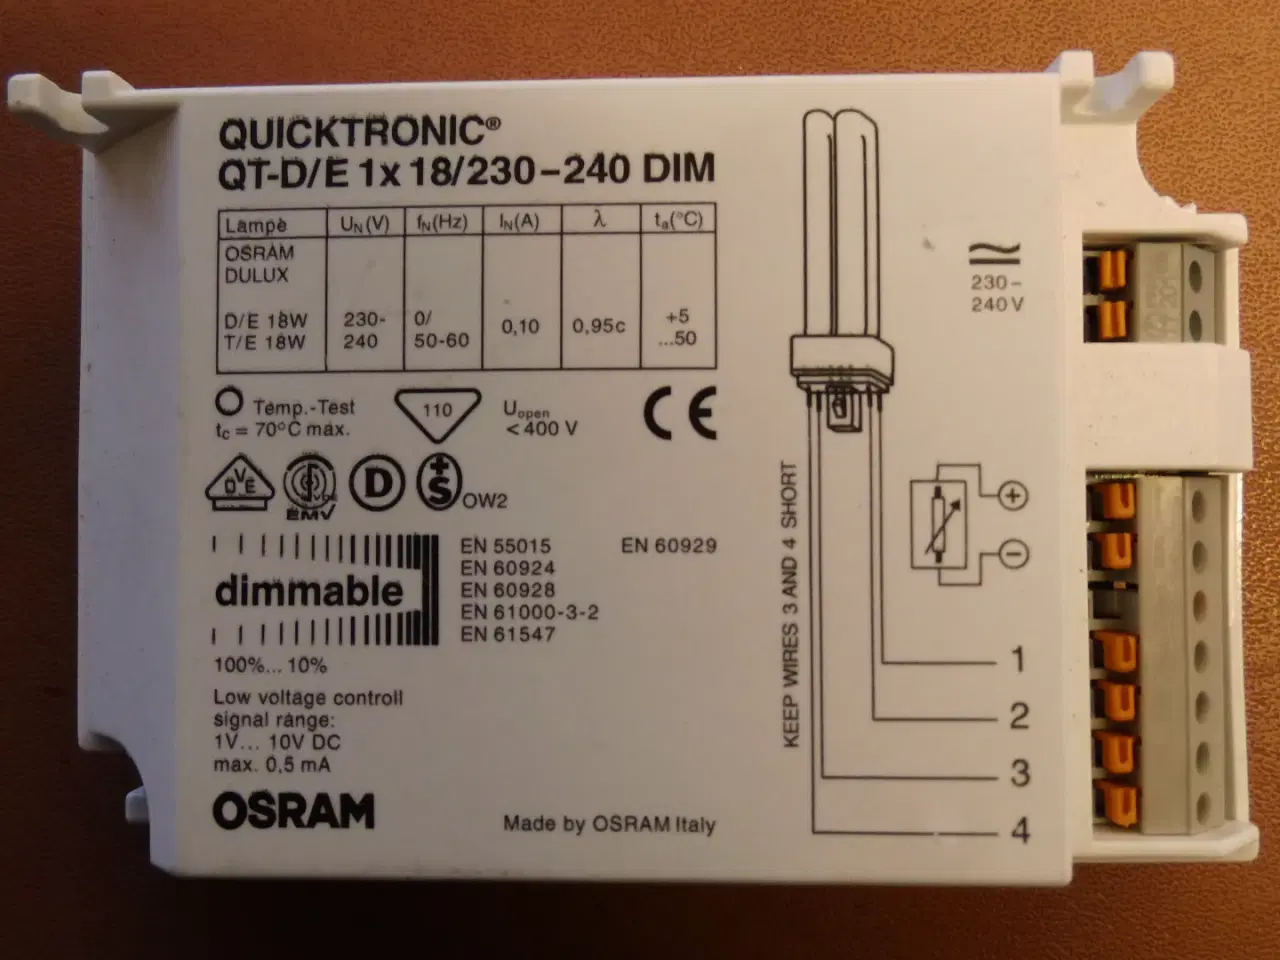 QUICKTRONIC®
QT-D/E 1x18/230-240 DIM
Lampe UN(V) fN(Hz) IN(A) λ ta(°C)
OSRAM
DULUX
D/E 18W 230- 0/ 0,10 0,95c +5
T/E 18W 240 50-60 ...50
Temp.-Test
tc = 70°C max.
110
Uopen
< 400 V
CE
VDE
VDE
EMV
D
+S
OW2
dimmable
100%... 10%
EN 55015 EN 60929
EN 60924
EN 60928
EN 61000-3-2
EN 61547
Low voltage controll
signal range:
1V... 10V DC
max. 0,5 mA
OSRAM
Made by OSRAM Italy
KEEP WIRES 3 AND 4 SHORT
230-
240V
+
−
1
2
3
4